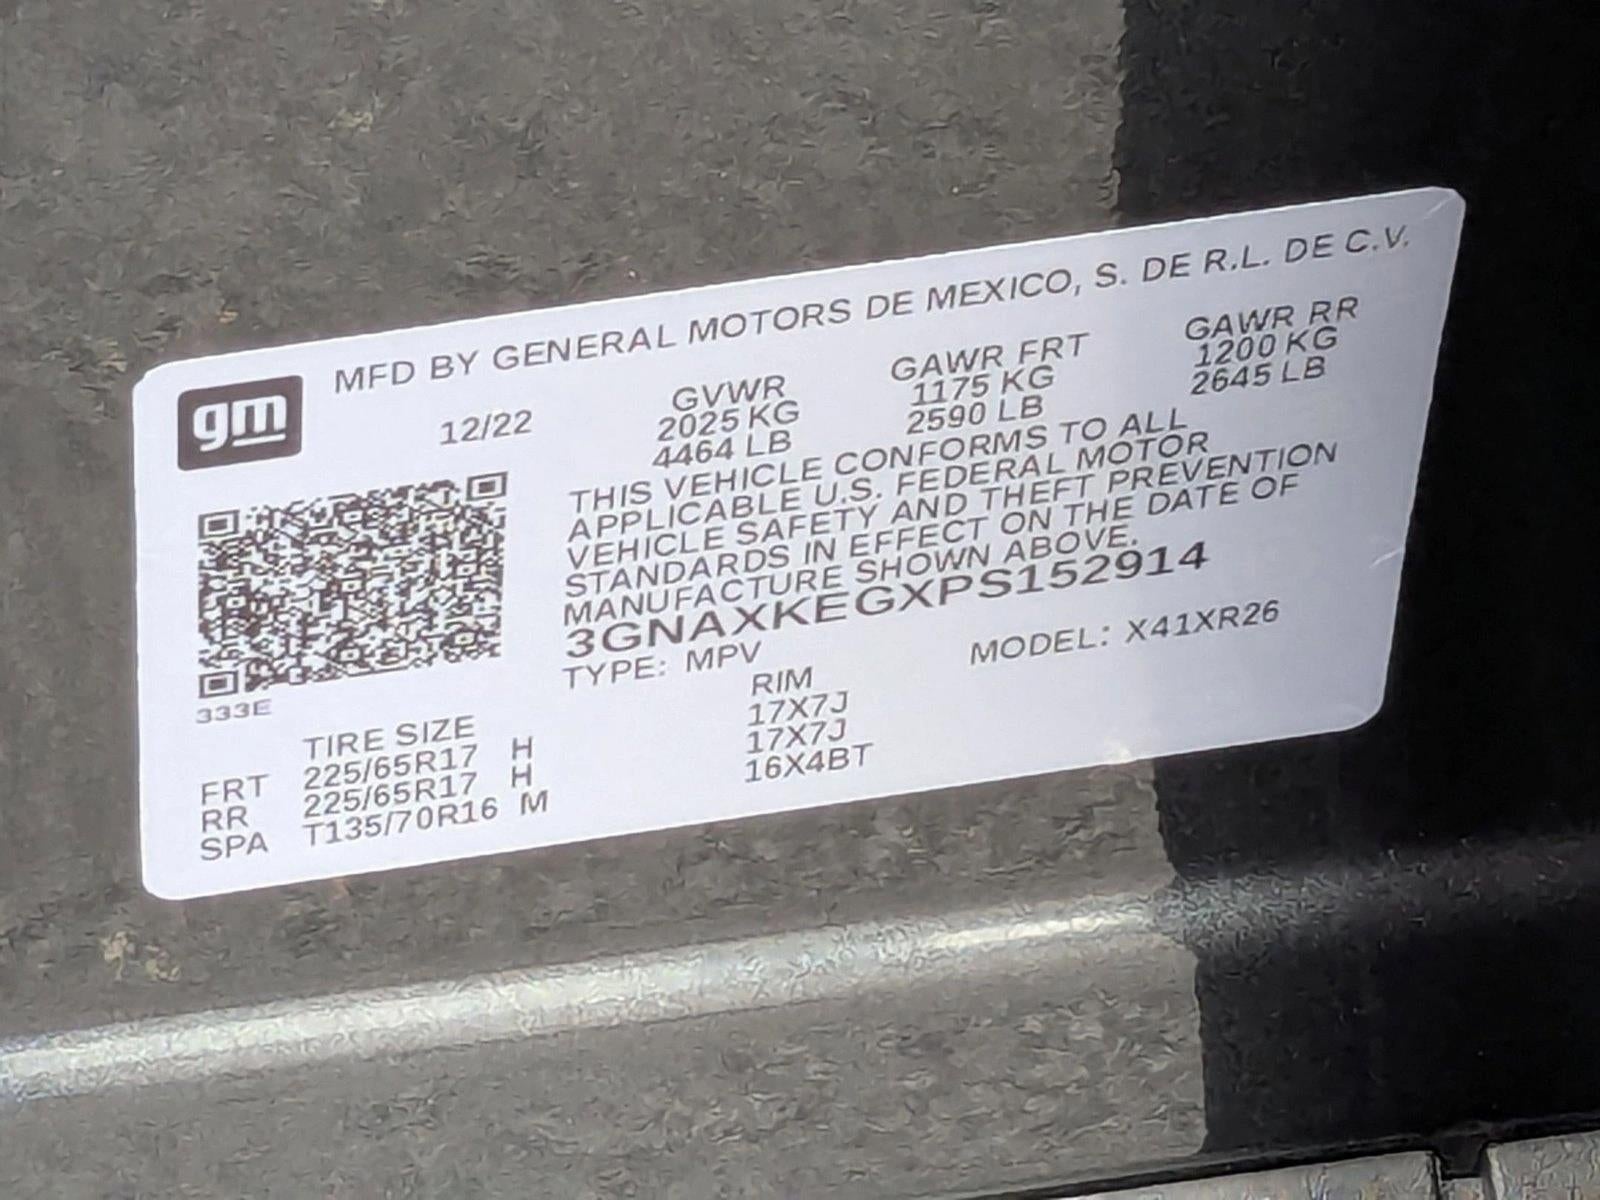 gm
MFD BY GENERAL MOTORS DE MEXICO, S. DE R.L. DE C.V.
12/22
GVWR GAWR FRT GAWR RR
2025 KG 1175 KG 1200 KG
4464 LB 2590 LB 2645 LB
THIS VEHICLE CONFORMS TO ALL
APPLICABLE U.S. FEDERAL MOTOR
VEHICLE SAFETY AND THEFT PREVENTION
STANDARDS IN EFFECT ON THE DATE OF
MANUFACTURE SHOWN ABOVE.
3GNAXKEGXPS152914
TYPE: MPV MODEL: X41XR26
333E
TIRE SIZE RIM
FRT 225/65R17 H 17X7J
RR 225/65R17 H 17X7J
SPA T135/70R16 M 16X4BT